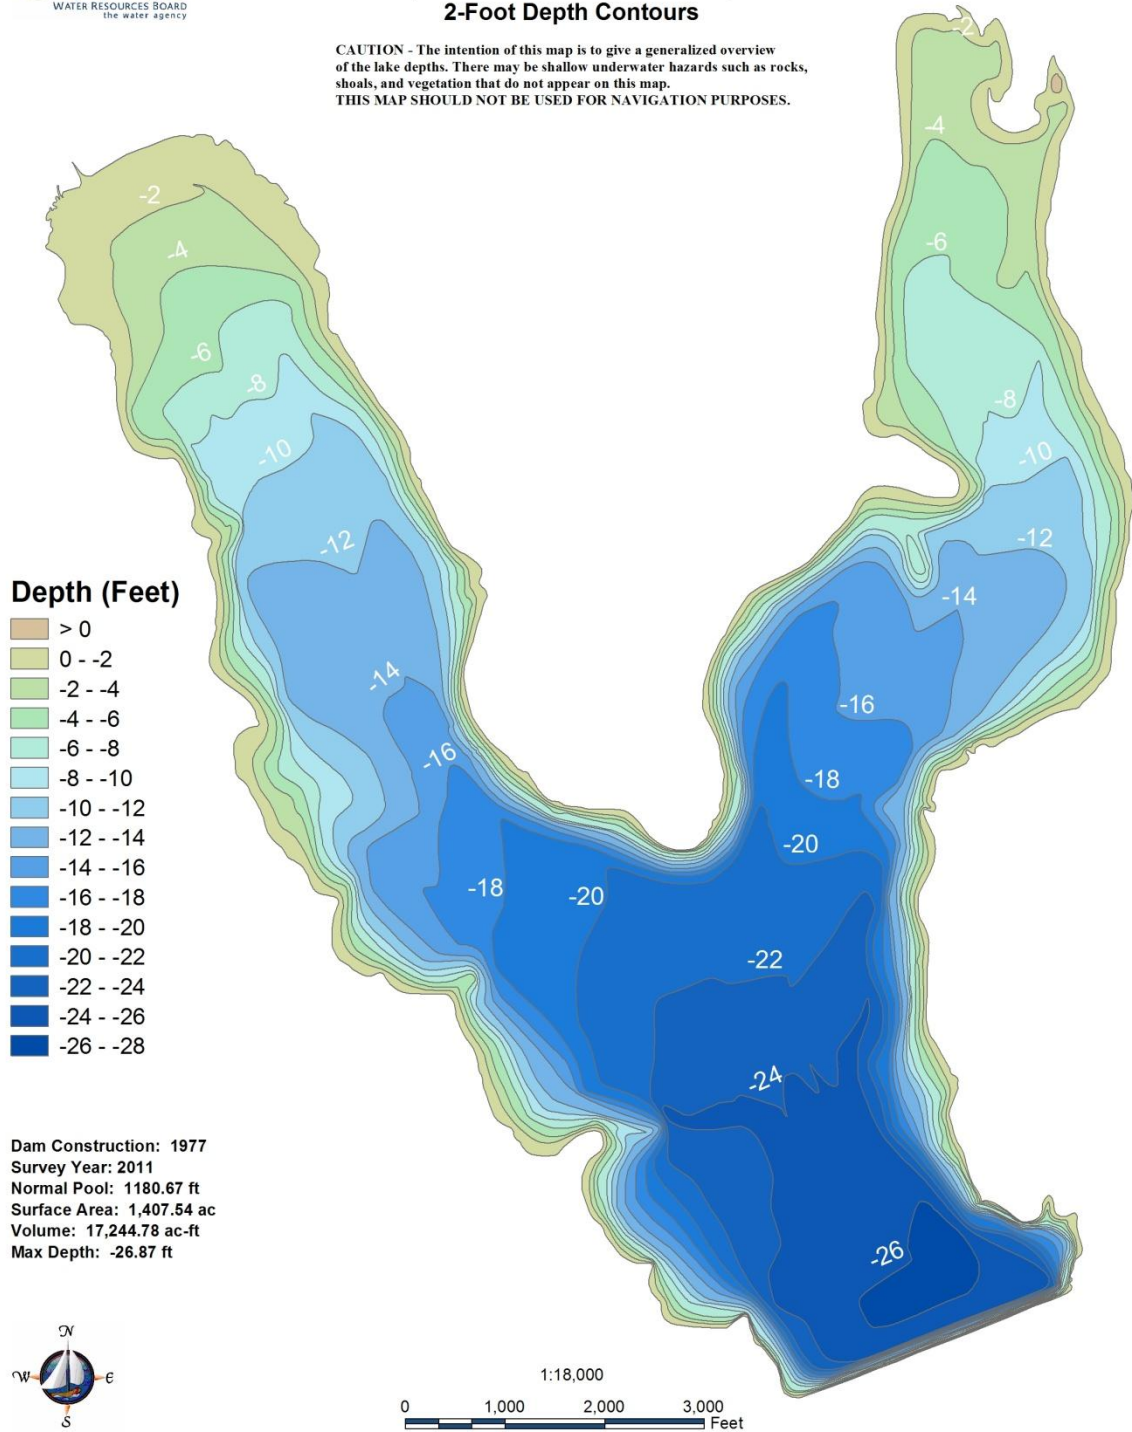 WATER RESOURCES BOARD
the water agency
2-Foot Depth Contours
CAUTION - The intention of this map is to give a generalized overview
of the lake depths. There may be shallow underwater hazards such as rocks,
shoals, and vegetation that do not appear on this map.
THIS MAP SHOULD NOT BE USED FOR NAVIGATION PURPOSES.
-2
-4
-2
-4
-6
-6
-8
-8
-10
-10
-12
-12
-14
-14
-16
-16
-18
-20
-18
-20
-22
-24
-26
Depth (Feet)
> 0
0 - -2
-2 - -4
-4 - -6
-6 - -8
-8 - -10
-10 - -12
-12 - -14
-14 - -16
-16 - -18
-18 - -20
-20 - -22
-22 - -24
-24 - -26
-26 - -28
Dam Construction: 1977
Survey Year: 2011
Normal Pool: 1180.67 ft
Surface Area: 1,407.54 ac
Volume: 17,244.78 ac-ft
Max Depth: -26.87 ft
N
W E
S
1:18,000
0 1,000 2,000 3,000
Feet